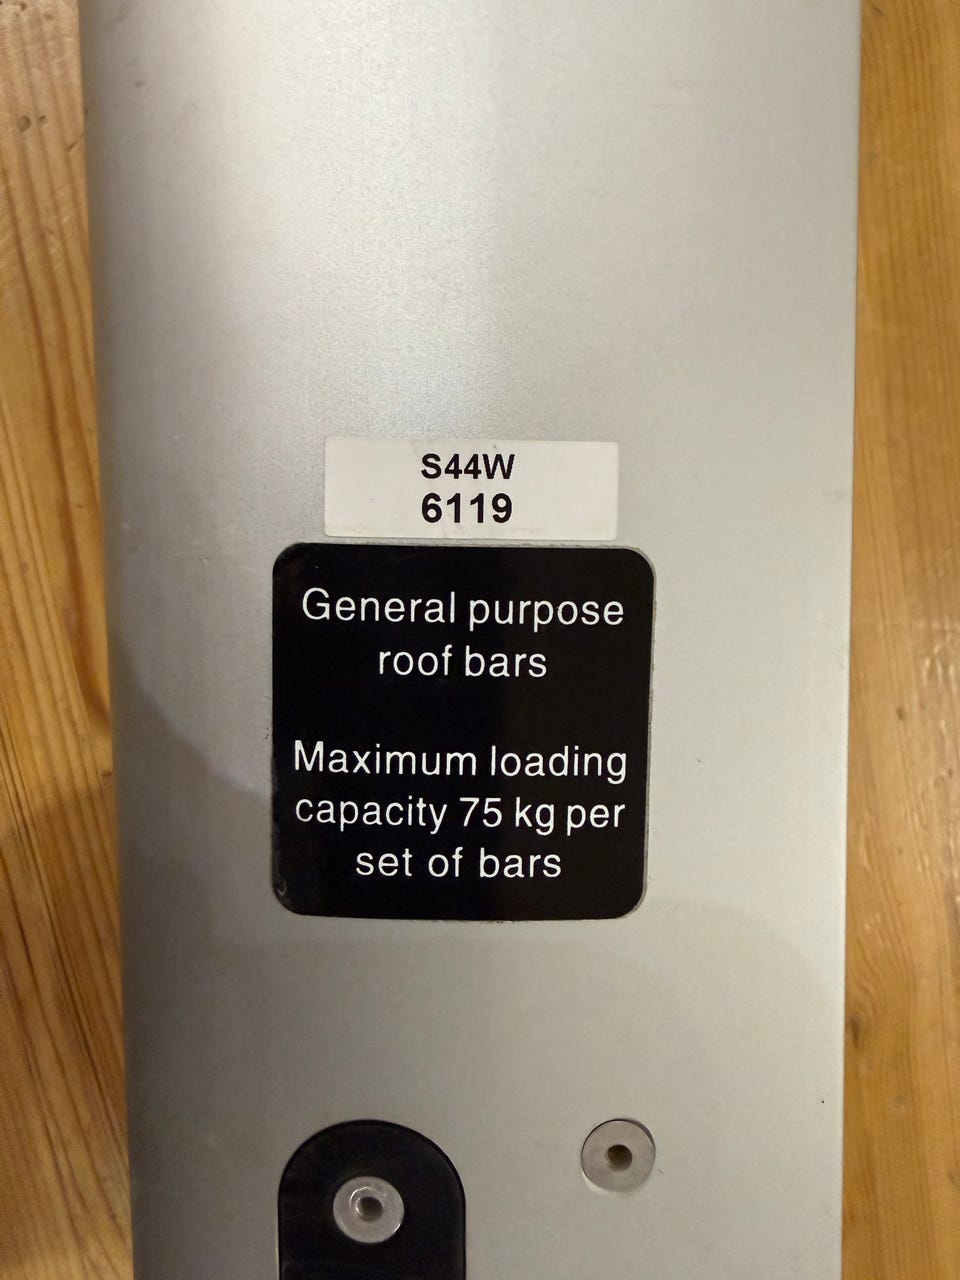 S44W
6119
General purpose
roof bars
Maximum loading
capacity 75 kg per
set of bars